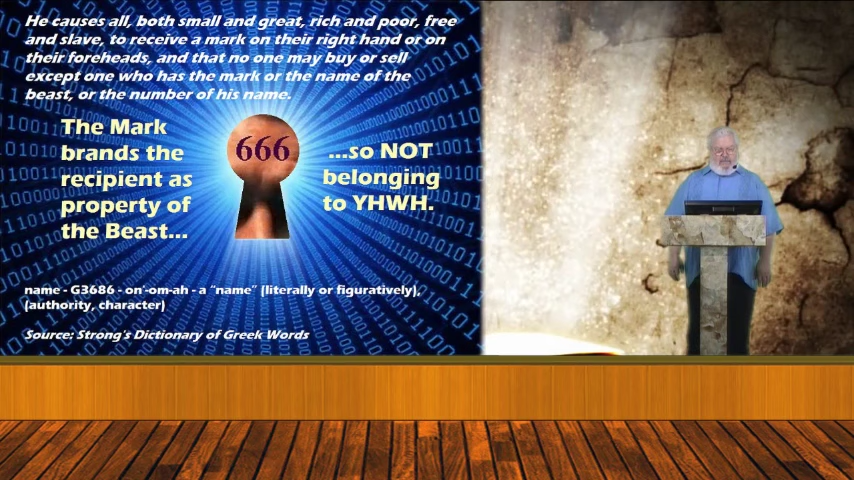 He causes all, both small and great, rich and poor, free
and slave, to receive a mark on their right hand or on
their foreheads, and that no one may buy or sell
except one who has the mark or the name of the
beast, or the number of his name.
The Mark
brands the
recipient as
property of
the Beast...
666
...so NOT
belonging
to YHWH.
name - G3686 - on'-om-ah - a “name” (literally or figuratively),
(authority, character)
Source: Strong's Dictionary of Greek Words